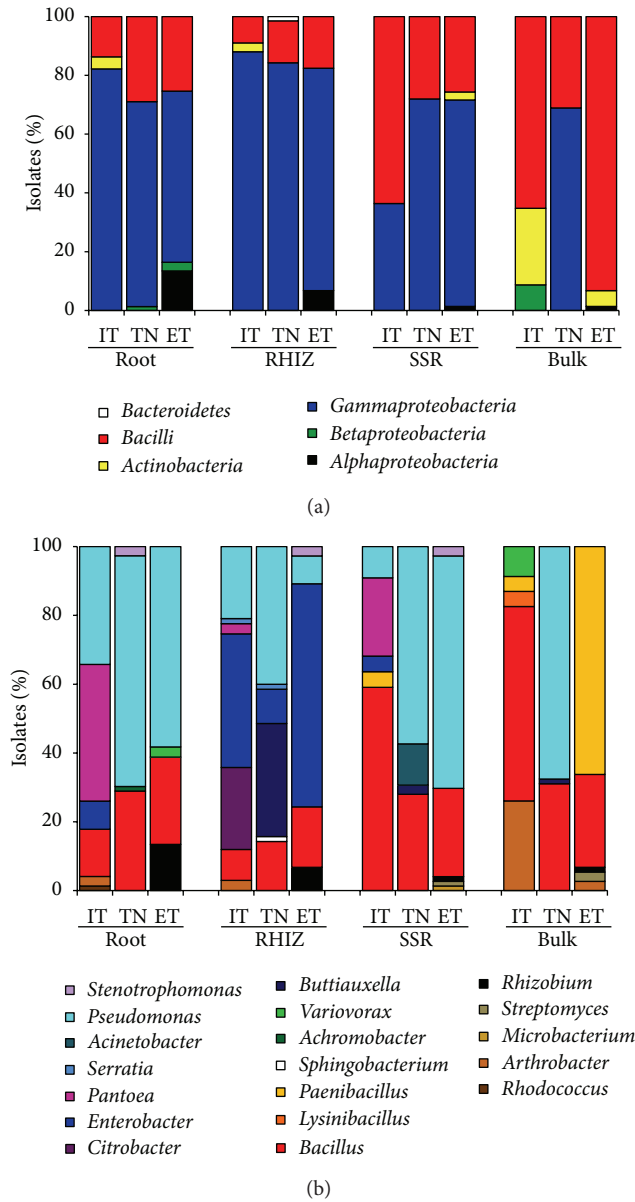 100
80
60
40
20
0
Isolates (%)
IT TN ET IT TN ET IT TN ET IT TN ET
Root RHIZ SSR Bulk
Bacteroidetes Gammaproteobacteria
Bacilli Betaproteobacteria
Actinobacteria Alphaproteobacteria
(a)
100
80
60
40
20
0
Isolates (%)
IT TN ET IT TN ET IT TN ET IT TN ET
Root RHIZ SSR Bulk
Stenotrophomonas Buttiauxella Rhizobium
Pseudomonas Variovorax Streptomyces
Acinetobacter Achromobacter Microbacterium
Serratia Sphingobacterium Arthrobacter
Pantoea Paenibacillus Rhodococcus
Enterobacter Lysinibacillus
Citrobacter Bacillus
(b)